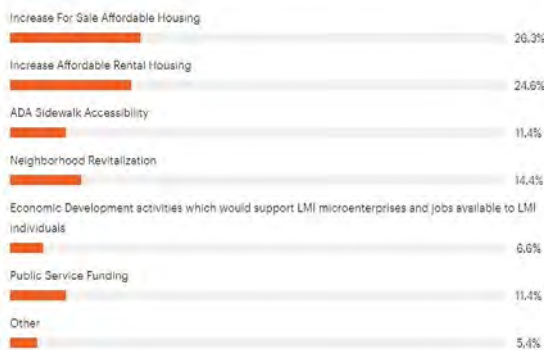 Increase For Sale Affordable Housing
26.3%
Increase Affordable Rental Housing
24.6%
ADA Sidewalk Accessibility
11.4%
Neighborhood Revitalization
14.4%
Economic Development activities which would support LMI microenterprises and jobs available to LMI
individuals
6.6%
Public Service Funding
11.4%
Other
5.4%